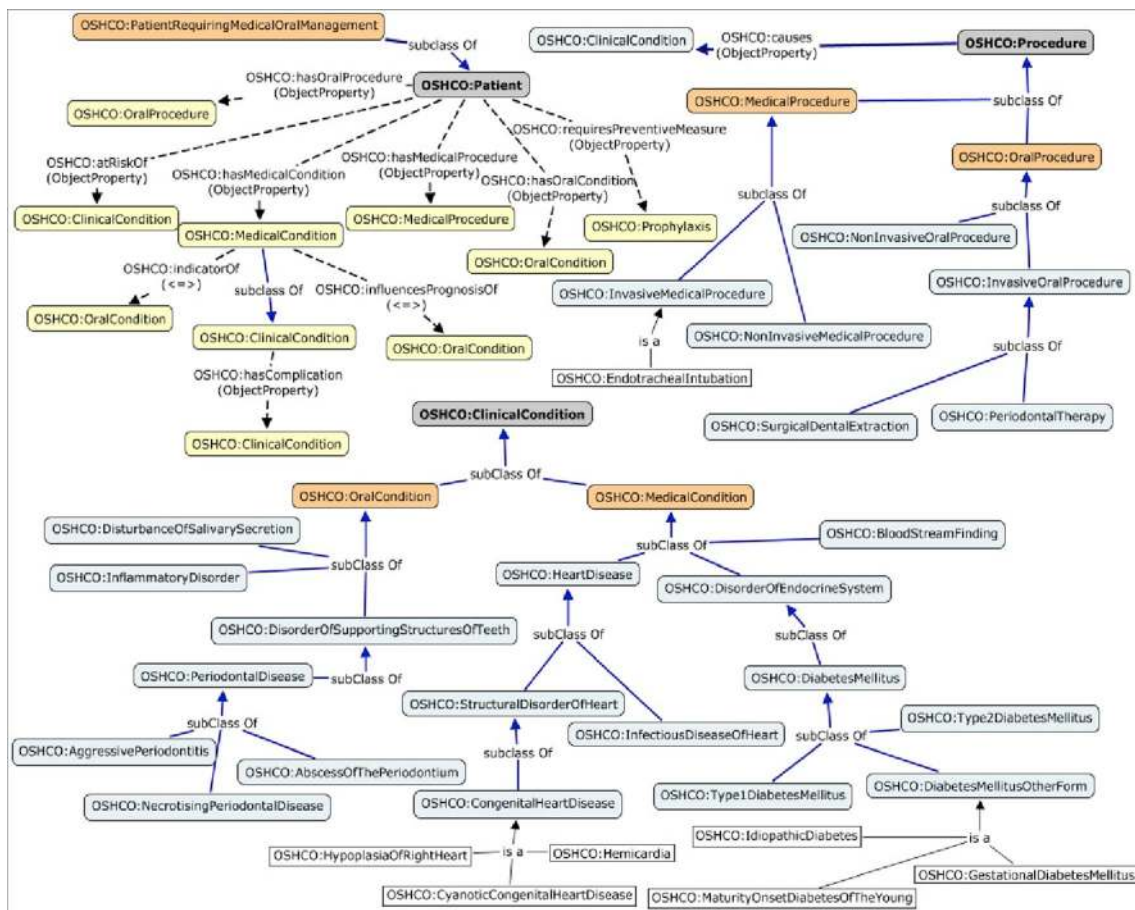 OSHCO:PatientRequiringMedicalOralManagement
subclass Of
OSHCO:hasOralProcedure
(ObjectProperty)
OSHCO:Patient
OSHCO:OralProcedure
OSHCO:requiresPreventiveMeasure
(ObjectProperty)
OSHCO:atRiskOf
(ObjectProperty)
OSHCO:hasMedicalCondition
(ObjectProperty)
OSHCO:hasMedicalProcedure
(ObjectProperty)
OSHCO:hasOralCondition
(ObjectProperty)
OSHCO:ClinicalCondition
OSHCO:MedicalCondition
OSHCO:MedicalProcedure
OSHCO:Prophylaxis
OSHCO:OralCondition
OSHCO:indicatorOf
(<=>)
subclass Of
OSHCO:influencesPrognosisOf
(<=>)
OSHCO:OralCondition
OSHCO:ClinicalCondition
OSHCO:OralCondition
OSHCO:hasComplication
(ObjectProperty)
OSHCO:ClinicalCondition
OSHCO:ClinicalCondition
OSHCO:causes
(ObjectProperty)
OSHCO:Procedure
OSHCO:MedicalProcedure
subclass Of
OSHCO:OralProcedure
subclass Of
subclass Of
OSHCO:NonInvasiveOralProcedure
OSHCO:InvasiveMedicalProcedure
OSHCO:InvasiveOralProcedure
is a
OSHCO:NonInvasiveMedicalProcedure
subclass Of
OSHCO:EndotrachealIntubation
OSHCO:SurgicalDentalExtraction
OSHCO:PeriodontalTherapy
OSHCO:ClinicalCondition
subClass Of
OSHCO:OralCondition
OSHCO:MedicalCondition
OSHCO:DisturbanceOfSalivarySecretion
OSHCO:BloodStreamFinding
subClass Of
subClass Of
OSHCO:InflammatoryDisorder
OSHCO:HeartDisease
OSHCO:DisorderOfEndocrineSystem
OSHCO:DisorderOfSupportingStructuresOfTeeth
subClass Of
subClass Of
OSHCO:PeriodontalDisease
subClass Of
OSHCO:DiabetesMellitus
OSHCO:StructuralDisorderOfHeart
subClass Of
OSHCO:Type2DiabetesMellitus
OSHCO:InfectiousDiseaseOfHeart
subClass Of
OSHCO:AggressivePeriodontitis
subclass Of
OSHCO:AbscessOfThePeriodontium
OSHCO:NecrotisingPeriodontalDisease
OSHCO:CongenitalHeartDisease
OSHCO:Type1DiabetesMellitus
OSHCO:DiabetesMellitusOtherForm
OSHCO:IdiopathicDiabetes
is a
OSHCO:HypoplasiaOfRightHeart
is a
OSHCO:Hemicardia
OSHCO:GestationalDiabetesMellitus
OSHCO:CyanoticCongenitalHeartDisease
OSHCO:MaturityOnsetDiabetesOfTheYoung